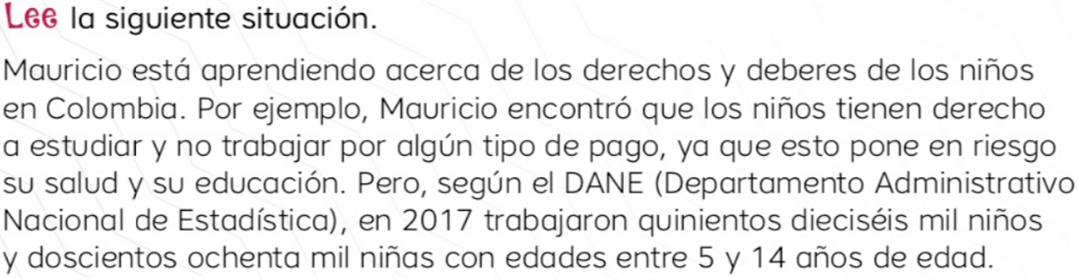 Lee la siguiente situación.
Mauricio está aprendiendo acerca de los derechos y deberes de los niños
en Colombia. Por ejemplo, Mauricio encontró que los niños tienen derecho
a estudiar y no trabajar por algún tipo de pago, ya que esto pone en riesgo
su salud y su educación. Pero, según el DANE (Departamento Administrativo
Nacional de Estadística), en 2017 trabajaron quinientos dieciséis mil niños
y doscientos ochenta mil niñas con edades entre 5 y 14 años de edad.